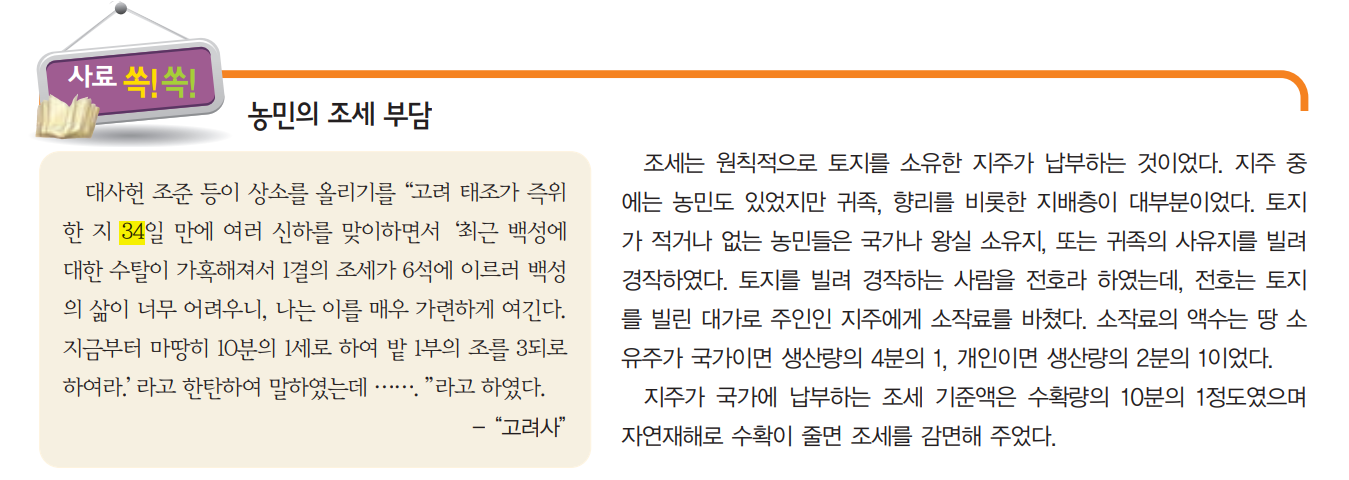 사료 쏙! 쏙!
농민의 조세 부담
대사헌 조준 등이 상소를 올리기를 “고려 태조가 즉위
한 지 34일 만에 여러 신하를 맞이하면서 ‘최근 백성에
대한 수탈이 가혹해져서 1결의 조세가 6석에 이르러 백성
의 삶이 너무 어려우니, 나는 이를 매우 가련하게 여긴다.
지금부터 마땅히 10분의 1세로 하여 밭 1부의 조를 3되로
하여라.’ 라고 한탄하여 말하였는데 ……. ”라고 하였다.
– “고려사”
조세는 원칙적으로 토지를 소유한 지주가 납부하는 것이었다. 지주 중
에는 농민도 있었지만 귀족, 향리를 비롯한 지배층이 대부분이었다. 토지
가 적거나 없는 농민들은 국가나 왕실 소유지, 또는 귀족의 사유지를 빌려
경작하였다. 토지를 빌려 경작하는 사람을 전호라 하였는데, 전호는 토지
를 빌린 대가로 주인인 지주에게 소작료를 바쳤다. 소작료의 액수는 땅 소
유주가 국가이면 생산량의 4분의 1, 개인이면 생산량의 2분의 1이었다.
지주가 국가에 납부하는 조세 기준액은 수확량의 10분의 1정도였으며
자연재해로 수확이 줄면 조세를 감면해 주었다.